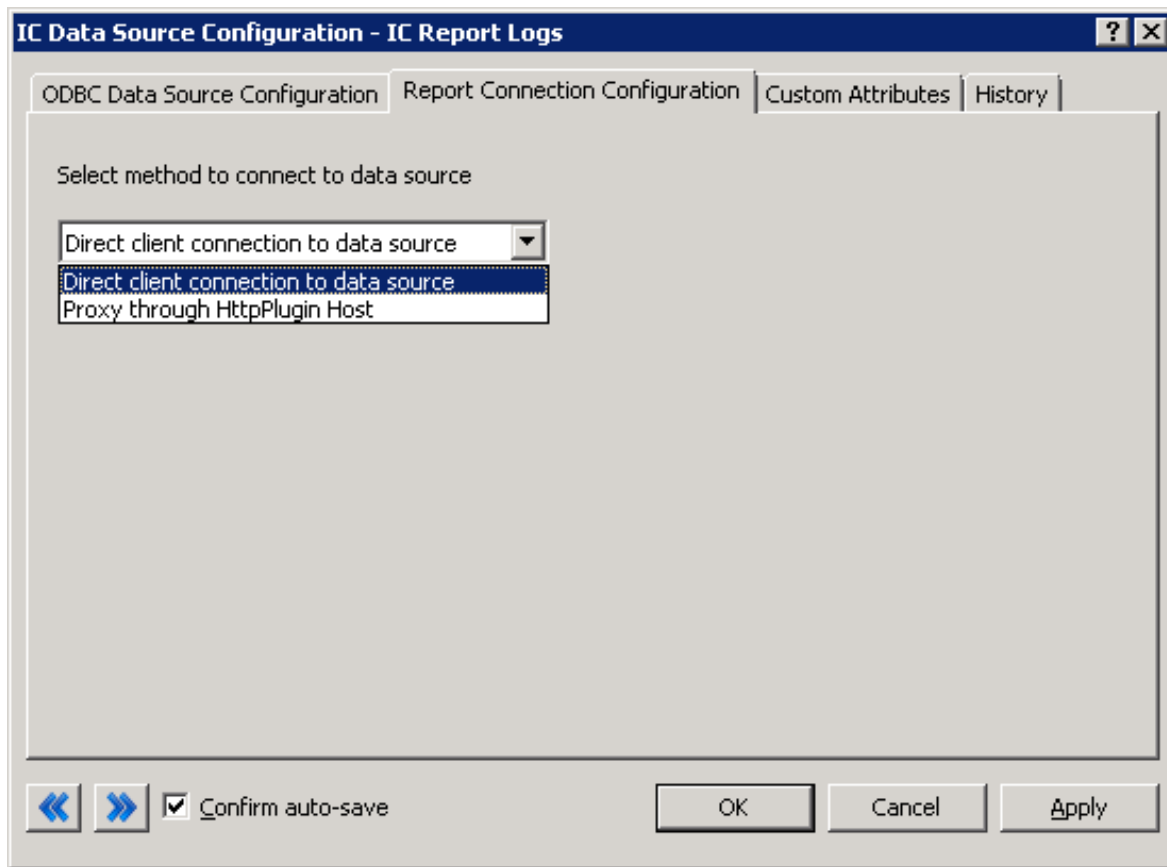 IC Data Source Configuration - IC Report Logs
ODBC Data Source Configuration Report Connection Configuration Custom Attributes History
Select method to connect to data source
Direct client connection to data source
Direct client connection to data source
Proxy through HttpPlugin Host
Confirm auto-save OK Cancel Apply